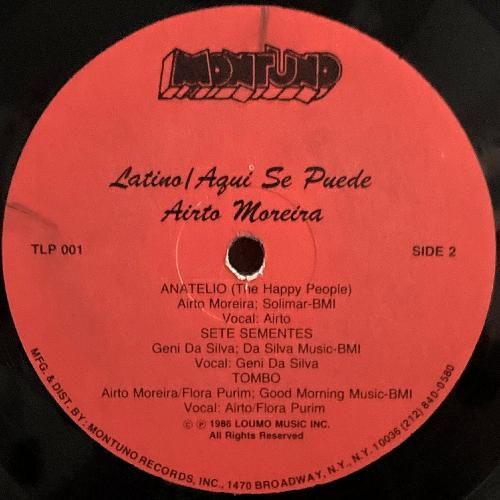 MONTUNO
Latino/Aqui Se Puede
Airto Moreira
TLP 001
SIDE 2
ANATELIO (The Happy People)
Airto Moreira; Solimar-BMI
Vocal: Airto
SETE SEMENTES
Geni Da Silva; Da Silva Music-BMI
Vocal: Geni Da Silva
TOMBO
Airto Moreira/Flora Purim; Good Morning Music-BMI
Vocal: Airto/Flora Purim
© ℗ 1986 LOUMO MUSIC INC.
All Rights Reserved
MFG. & DIST. BY: MONTUNO RECORDS, INC., 1470 BROADWAY, N.Y., N.Y. 10036 (212) 840-0580